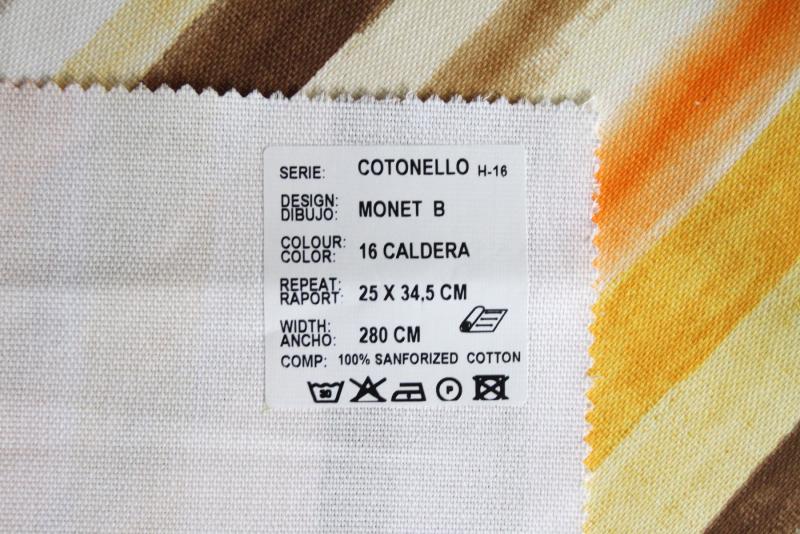 SERIE: COTONELLO H-16
DESIGN:
DIBUJO: MONET B
COLOUR:
COLOR: 16 CALDERA
REPEAT:
RAPORT: 25 X 34,5 CM
WIDTH:
ANCHO: 280 CM
COMP: 100% SANFORIZED COTTON
30 P